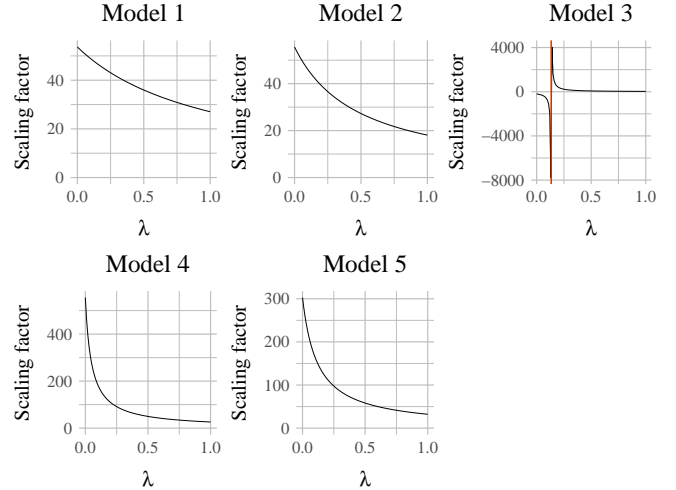 Model 1
Model 2
Model 3
Scaling factor
40
20
0
0.0 0.5 1.0
λ
Scaling factor
40
20
0
0.0 0.5 1.0
λ
Scaling factor
4000
0
−4000
−8000
0.0 0.5 1.0
λ
Model 4
Model 5
Scaling factor
400
200
0
0.0 0.5 1.0
λ
Scaling factor
300
200
100
0
0.0 0.5 1.0
λ